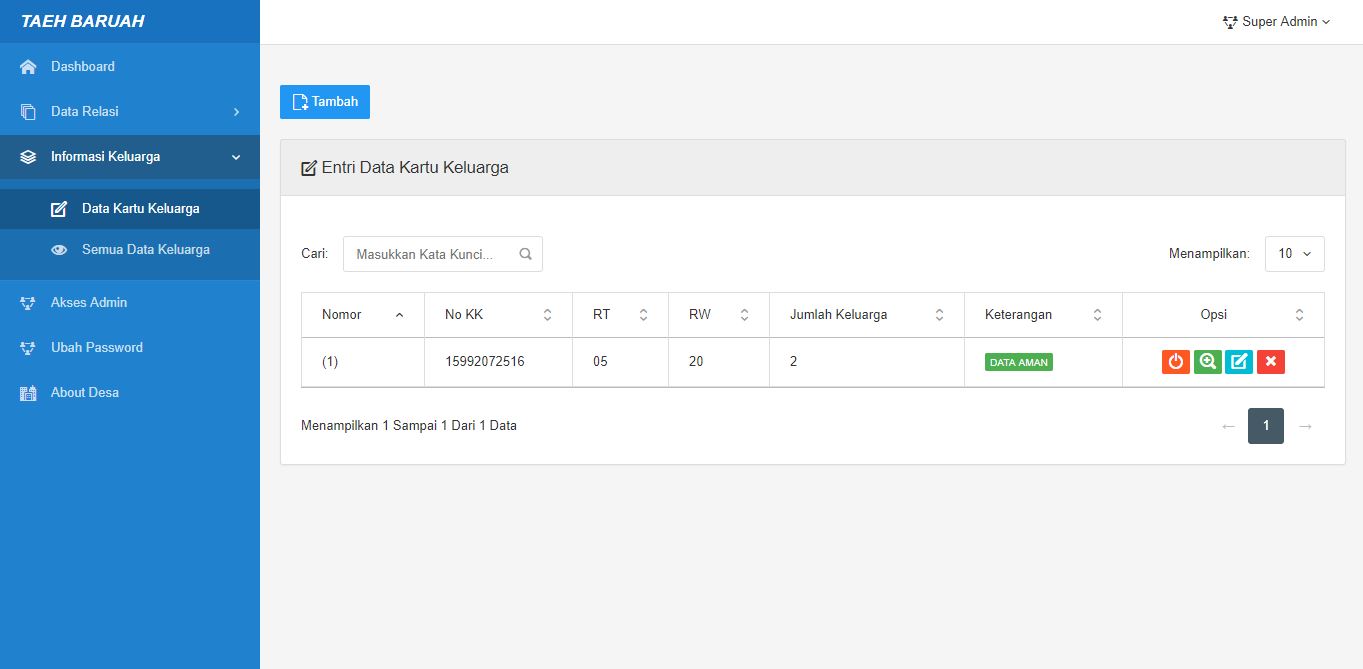 TAEH BARUAH
Super Admin
Dashboard
Data Relasi
Informasi Keluarga
Data Kartu Keluarga
Semua Data Keluarga
Akses Admin
Ubah Password
About Desa
Tambah
Entri Data Kartu Keluarga
Cari: Masukkan Kata Kunci... Menampilkan: 10
Nomor No KK RT RW Jumlah Keluarga Keterangan Opsi
(1) 15992072516 05 20 2 DATA AMAN
Menampilkan 1 Sampai 1 Dari 1 Data ← 1 →